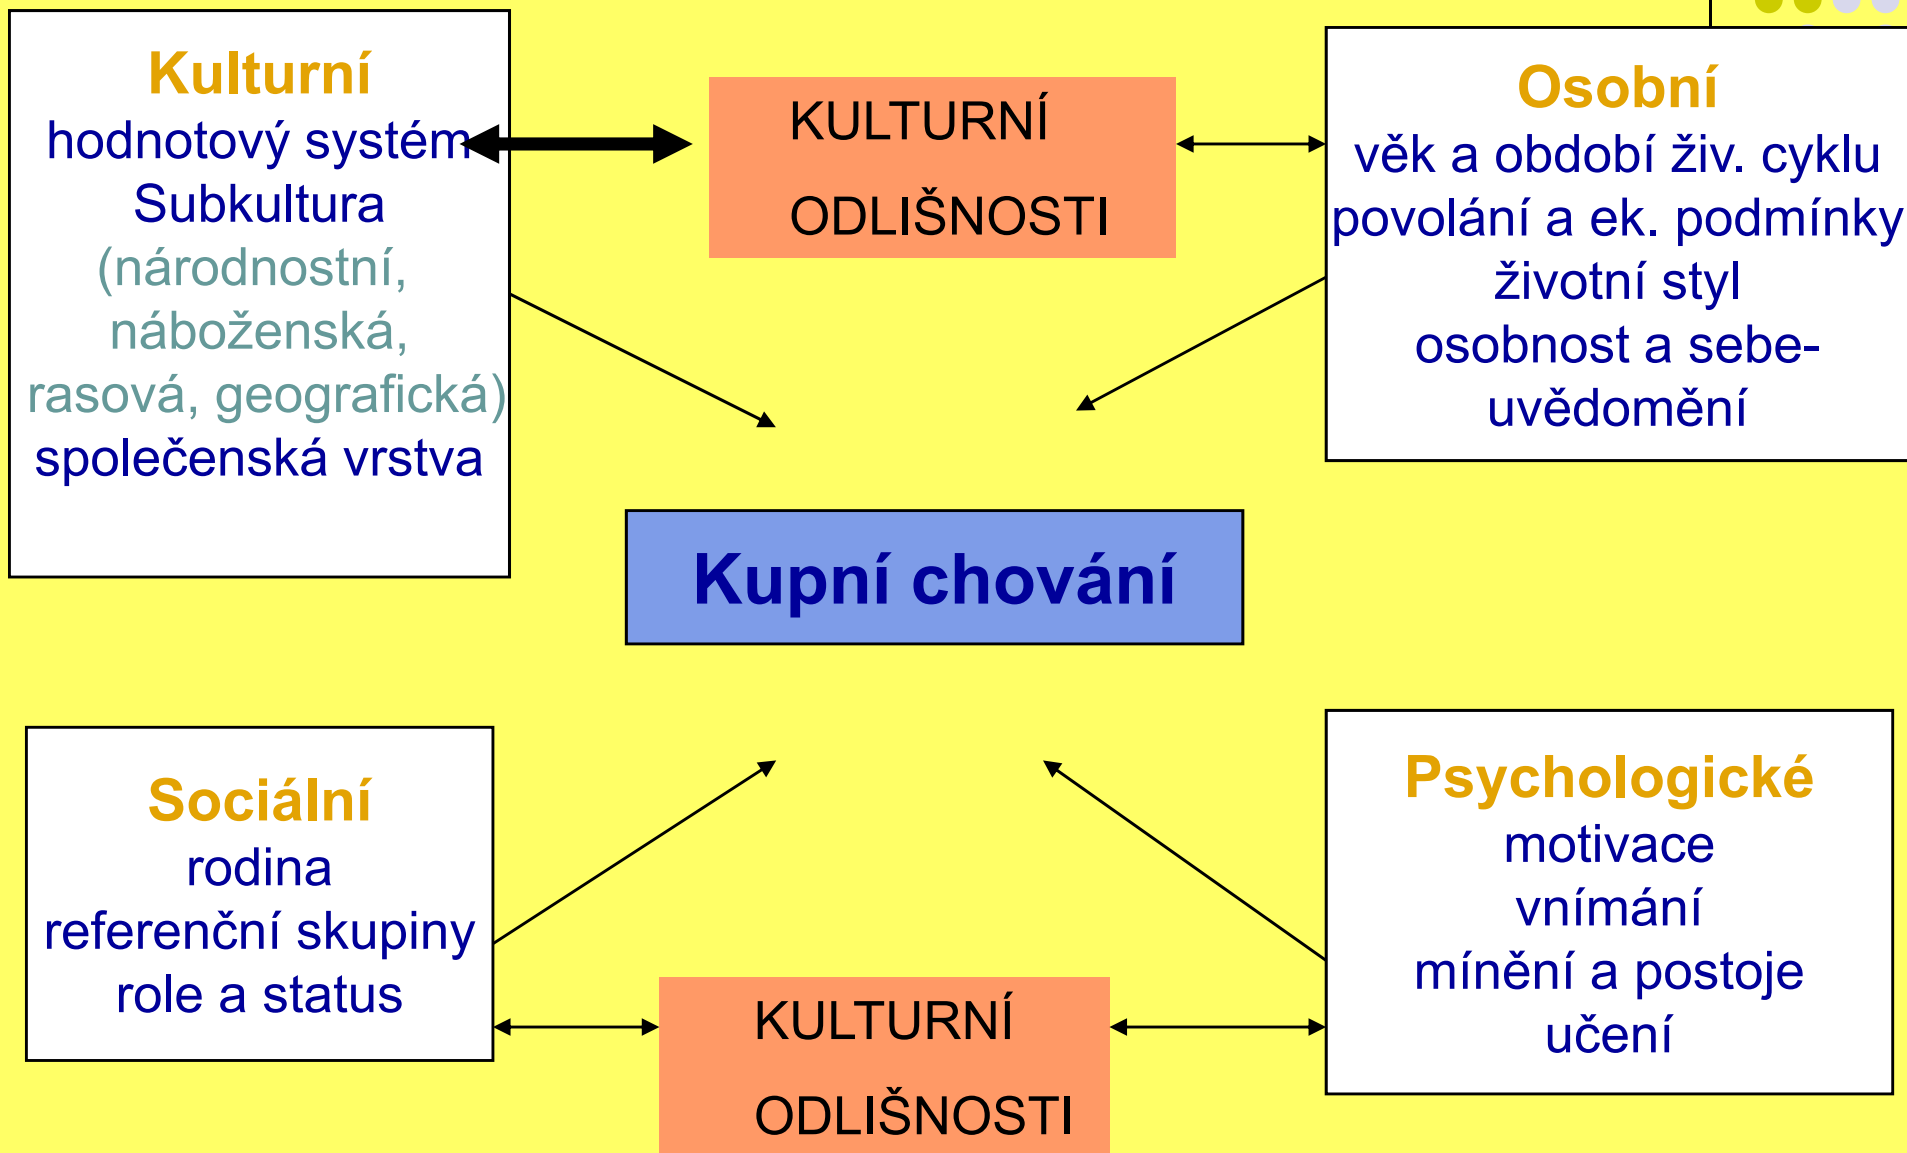 Kulturní
hodnotový systém
Subkultura
(národnostní,
náboženská,
rasová, geografická)
společenská vrstva
KULTURNÍ
ODLIŠNOSTI
Osobní
věk a období živ. cyklu
povolání a ek. podmínky
životní styl
osobnost a sebe-
uvědomění
Kupní chování
Sociální
rodina
referenční skupiny
role a status
KULTURNÍ
ODLIŠNOSTI
Psychologické
motivace
vnímání
mínění a postoje
učení